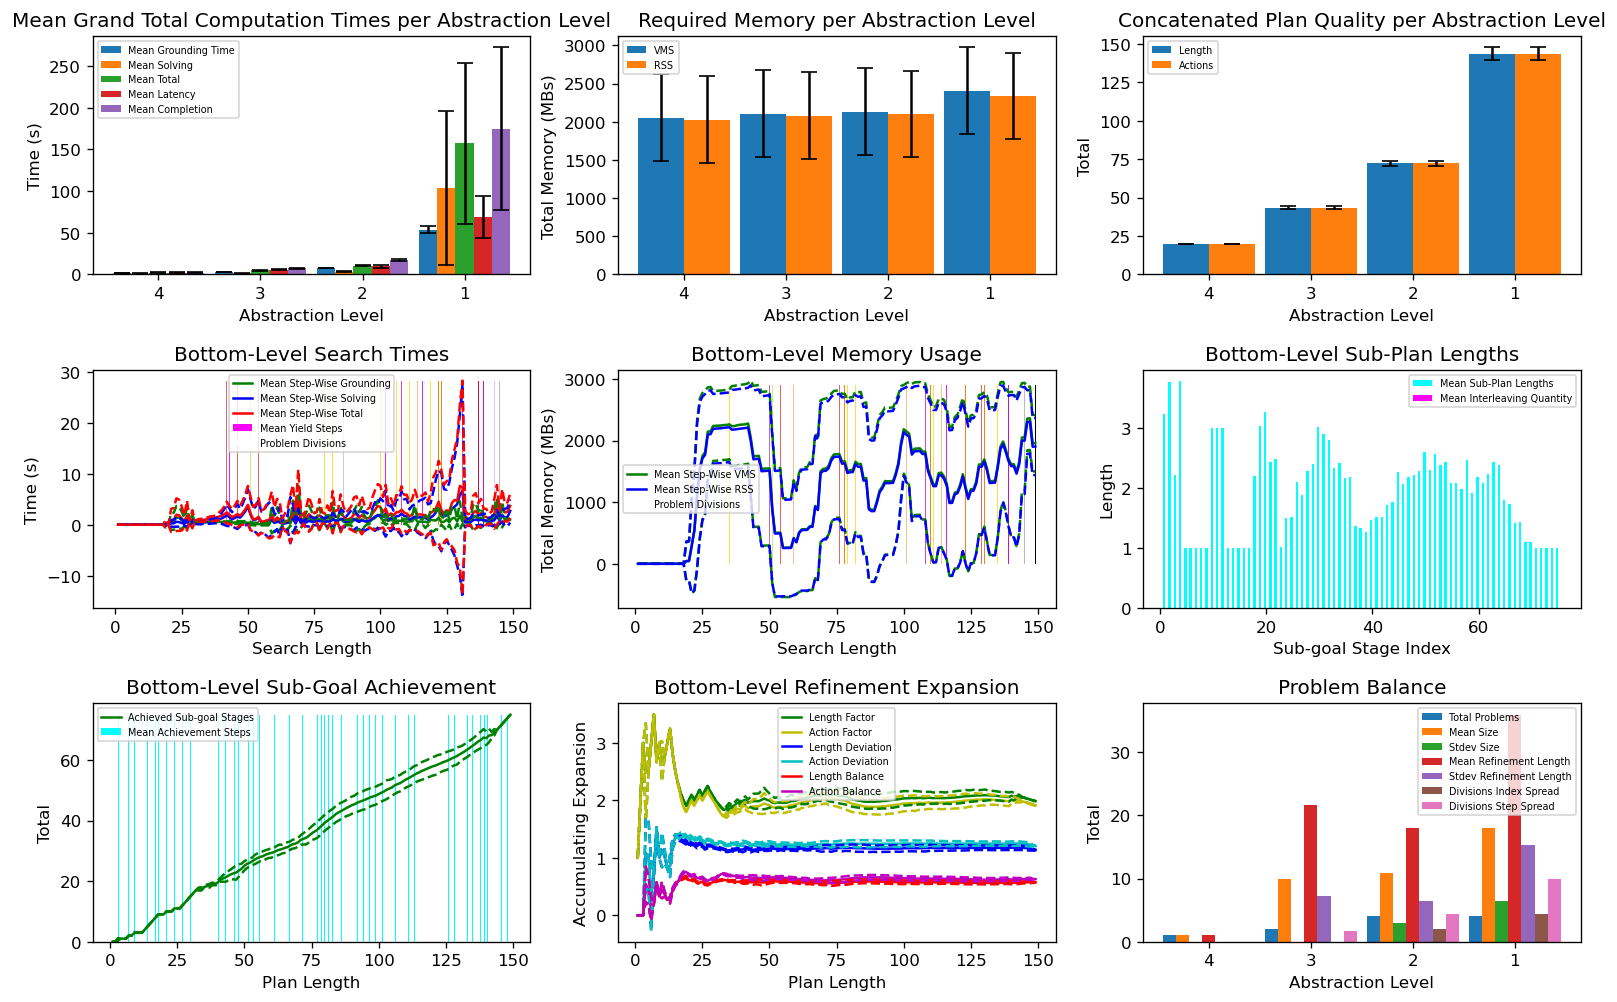 Mean Grand Total Computation Times per Abstraction Level
Mean Grounding Time
Mean Solving
Mean Total
Mean Latency
Mean Completion
Time (s)
250
200
150
100
50
0
4 3 2 1
Abstraction Level
Required Memory per Abstraction Level
VMS
RSS
Total Memory (MBs)
3000
2500
2000
1500
1000
500
0
4 3 2 1
Abstraction Level
Concatenated Plan Quality per Abstraction Level
Length
Actions
Total
150
125
100
75
50
25
0
4 3 2 1
Abstraction Level
Bottom-Level Search Times
Mean Step-Wise Grounding
Mean Step-Wise Solving
Mean Step-Wise Total
Mean Yield Steps
Problem Divisions
Time (s)
30
20
10
0
−10
0 25 50 75 100 125 150
Search Length
Bottom-Level Memory Usage
Mean Step-Wise VMS
Mean Step-Wise RSS
Problem Divisions
Total Memory (MBs)
3000
2000
1000
0
0 25 50 75 100 125 150
Search Length
Bottom-Level Sub-Plan Lengths
Mean Sub-Plan Lengths
Mean Interleaving Quantity
Length
3
2
1
0
0 20 40 60
Sub-goal Stage Index
Bottom-Level Sub-Goal Achievement
Achieved Sub-goal Stages
Mean Achievement Steps
Total
60
40
20
0
0 25 50 75 100 125 150
Plan Length
Bottom-Level Refinement Expansion
Length Factor
Action Factor
Length Deviation
Action Deviation
Length Balance
Action Balance
Accumulating Expansion
3
2
1
0
0 25 50 75 100 125 150
Plan Length
Problem Balance
Total Problems
Mean Size
Stdev Size
Mean Refinement Length
Stdev Refinement Length
Divisions Index Spread
Divisions Step Spread
Total
30
20
10
0
4 3 2 1
Abstraction Level